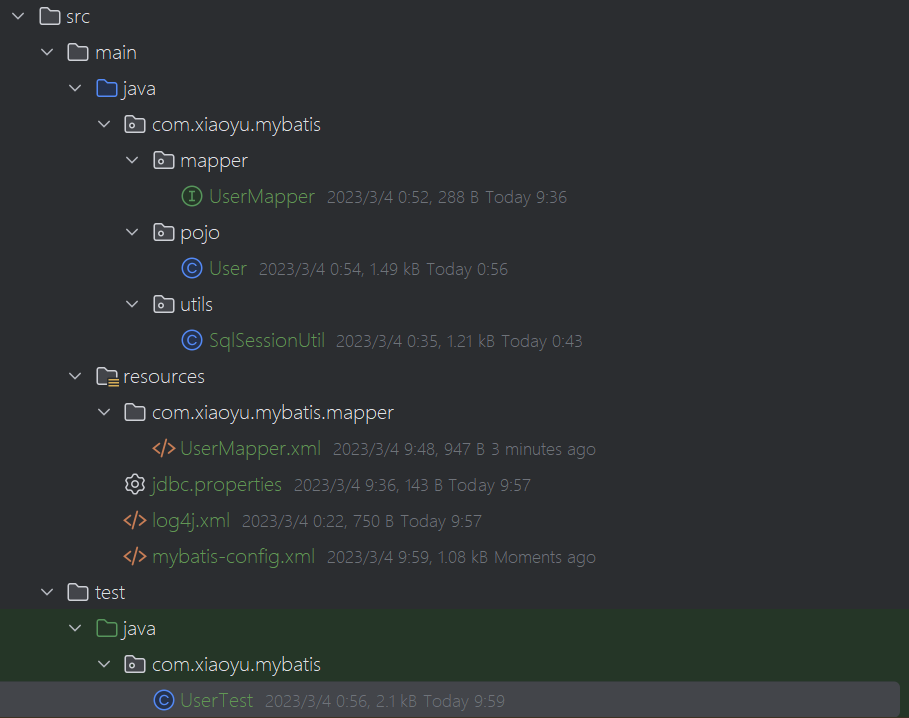 src
main
java
com.xiaoyu.mybatis
mapper
UserMapper 2023/3/4 0:52, 288 B Today 9:36
pojo
User 2023/3/4 0:54, 1.49 kB Today 0:56
utils
SqlSessionUtil 2023/3/4 0:35, 1.21 kB Today 0:43
resources
com.xiaoyu.mybatis.mapper
UserMapper.xml 2023/3/4 9:48, 947 B 3 minutes ago
jdbc.properties 2023/3/4 9:36, 143 B Today 9:57
log4j.xml 2023/3/4 0:22, 750 B Today 9:57
mybatis-config.xml 2023/3/4 9:59, 1.08 kB Moments ago
test
java
com.xiaoyu.mybatis
UserTest 2023/3/4 0:56, 2.1 kB Today 9:59